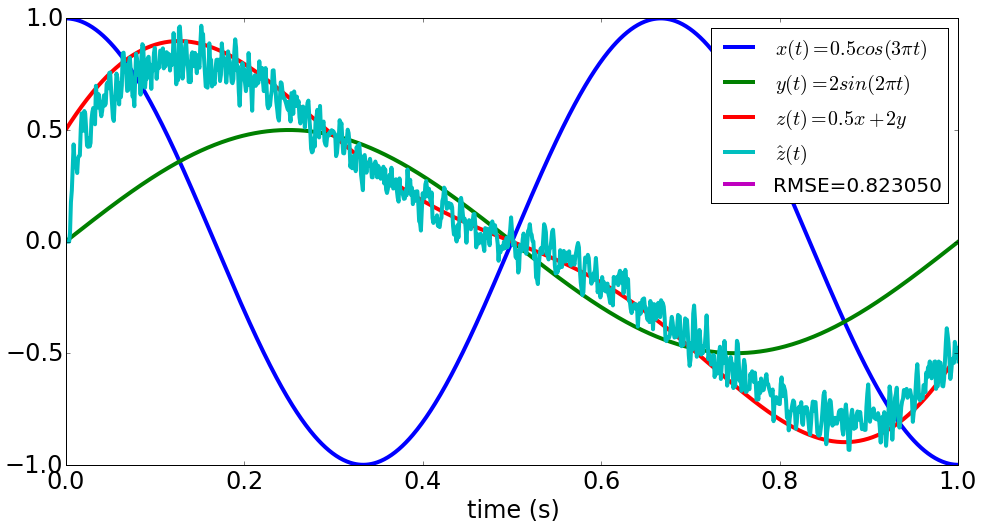 1.0
0.5
0.0
−0.5
−1.0
x(t)=0.5cos(3πt)
y(t)=2sin(2πt)
z(t)=0.5x+2y
ẑ(t)
RMSE=0.823050
0.0 0.2 0.4 0.6 0.8 1.0
time (s)